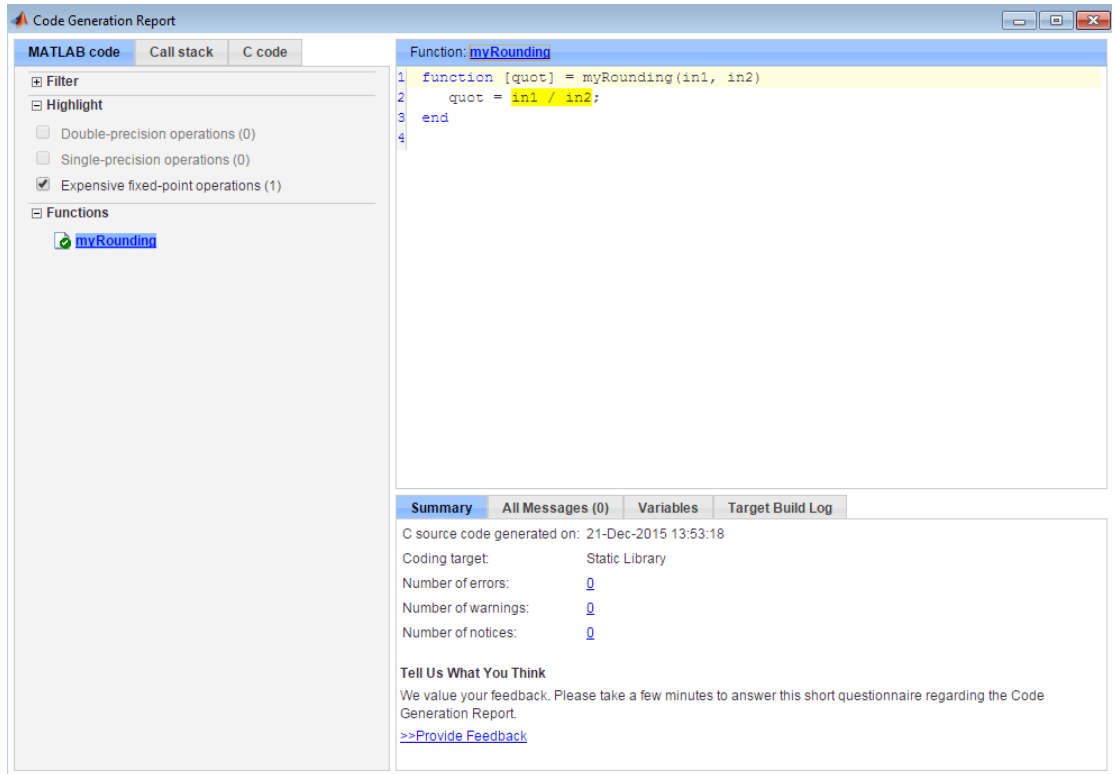 Code Generation Report
MATLAB code Call stack C code
Filter
Highlight
Double-precision operations (0)
Single-precision operations (0)
Expensive fixed-point operations (1)
Functions
myRounding
Function: myRounding
1 function [quot] = myRounding(in1, in2)
2 quot = in1 / in2;
3 end
4
Summary All Messages (0) Variables Target Build Log
C source code generated on: 21-Dec-2015 13:53:18
Coding target: Static Library
Number of errors: 0
Number of warnings: 0
Number of notices: 0
Tell Us What You Think
We value your feedback. Please take a few minutes to answer this short questionnaire regarding the Code
Generation Report.
>>Provide Feedback